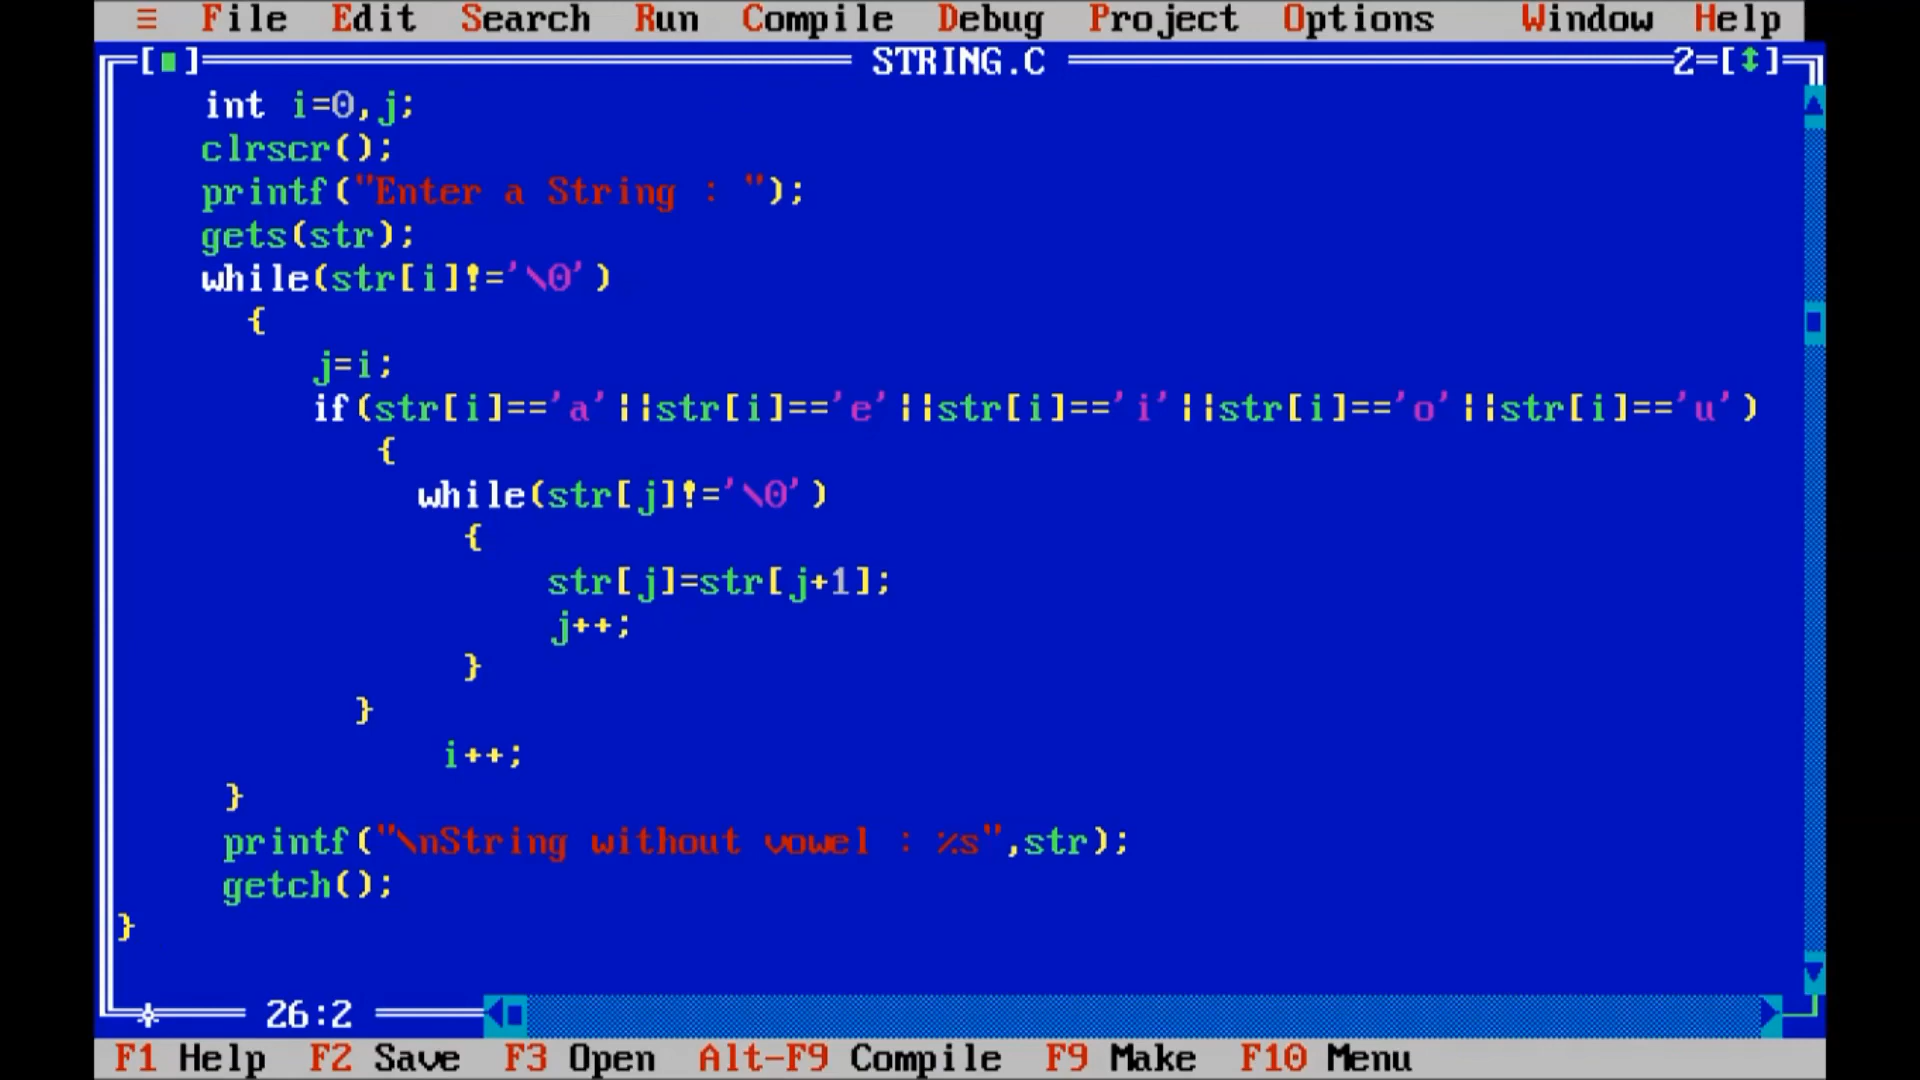 ≡ File Edit Search Run Compile Debug Project Options Window Help
[■] STRING.C 2=[↕]
int i=0,j;
clrscr();
printf("Enter a String : ");
gets(str);
while(str[i]!='\0')
{
j=i;
if(str[i]=='a'||str[i]=='e'||str[i]=='i'||str[i]=='o'||str[i]=='u')
{
while(str[j]!='\0')
{
str[j]=str[j+1];
j++;
}
}
i++;
}
printf("\nString without vowel : %s",str);
getch();
}
26:2
F1 Help F2 Save F3 Open Alt-F9 Compile F9 Make F10 Menu